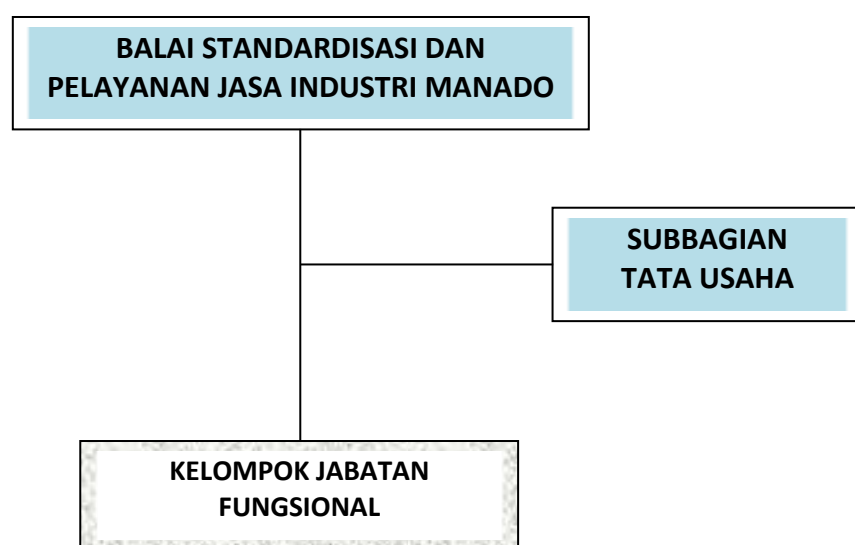 BALAI STANDARDISASI DAN
PELAYANAN JASA INDUSTRI MANADO
SUBBAGIAN
TATA USAHA
KELOMPOK JABATAN
FUNGSIONAL